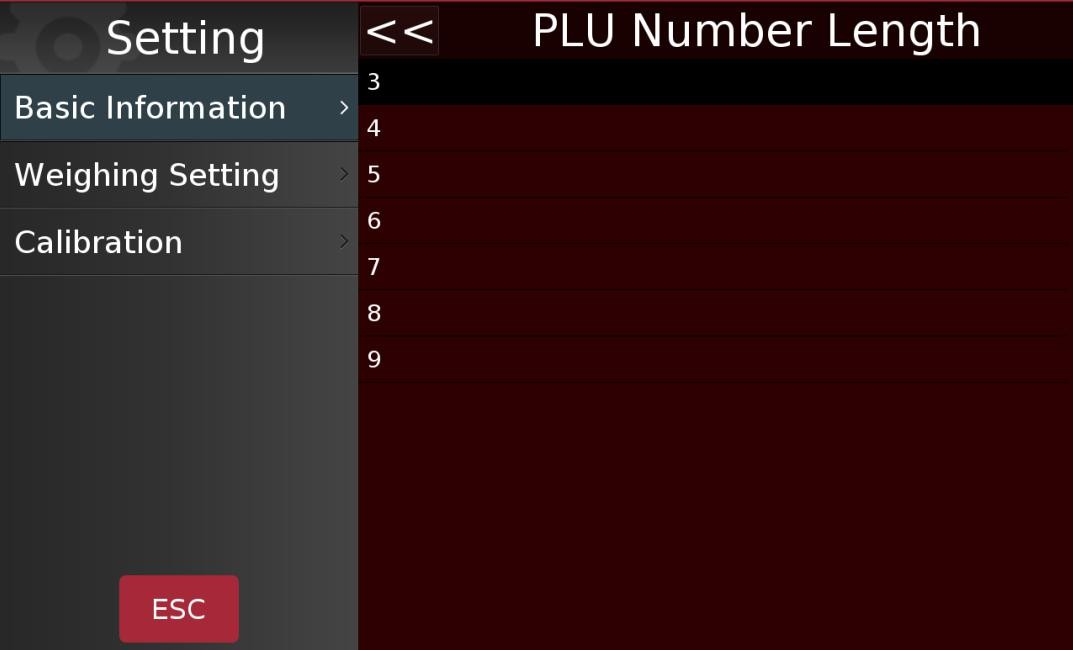 Setting
Basic Information
Weighing Setting
Calibration
ESC
<< PLU Number Length
3
4
5
6
7
8
9